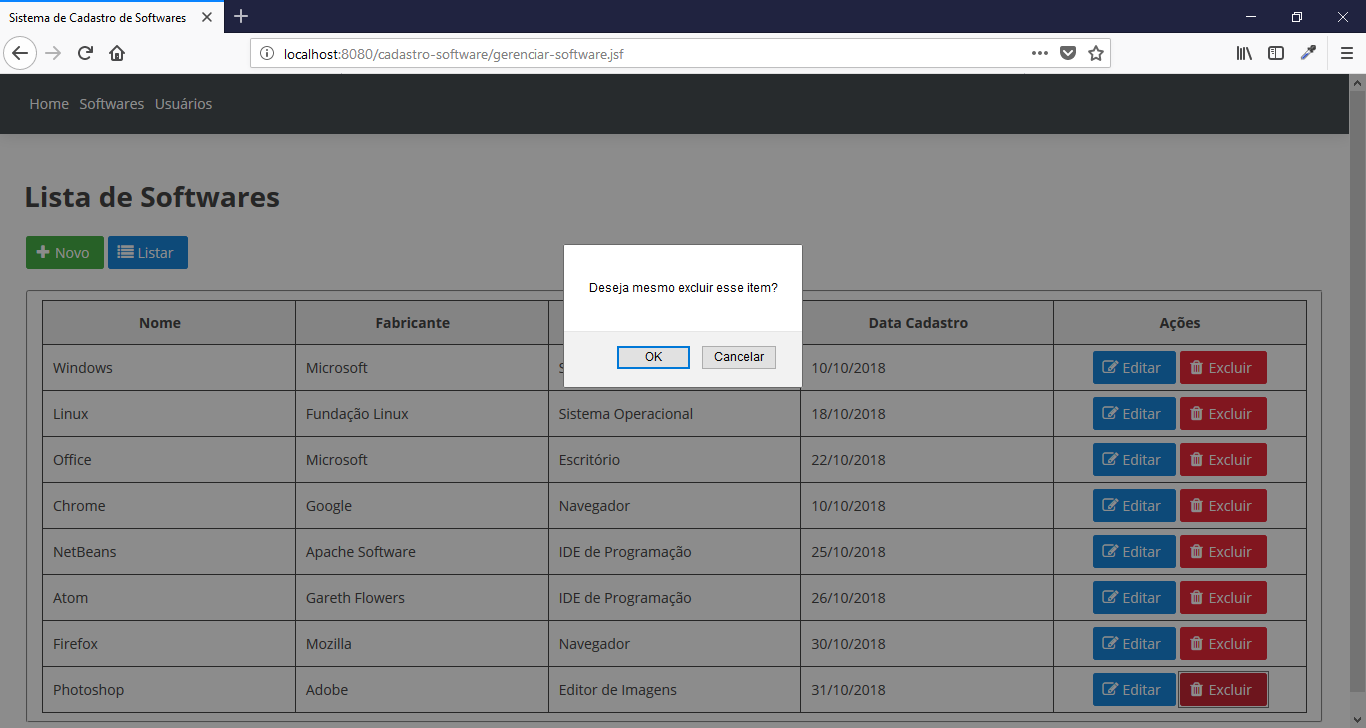 Sistema de Cadastro de Softwares
localhost:8080/cadastro-software/gerenciar-software.jsf
Home Softwares Usuários
Lista de Softwares
Novo Listar
Deseja mesmo excluir esse item?
OK Cancelar
Nome Fabricante Data Cadastro Ações
Windows Microsoft 10/10/2018 Editar Excluir
Linux Fundação Linux Sistema Operacional 18/10/2018 Editar Excluir
Office Microsoft Escritório 22/10/2018 Editar Excluir
Chrome Google Navegador 10/10/2018 Editar Excluir
NetBeans Apache Software IDE de Programação 25/10/2018 Editar Excluir
Atom Gareth Flowers IDE de Programação 26/10/2018 Editar Excluir
Firefox Mozilla Navegador 30/10/2018 Editar Excluir
Photoshop Adobe Editor de Imagens 31/10/2018 Editar Excluir